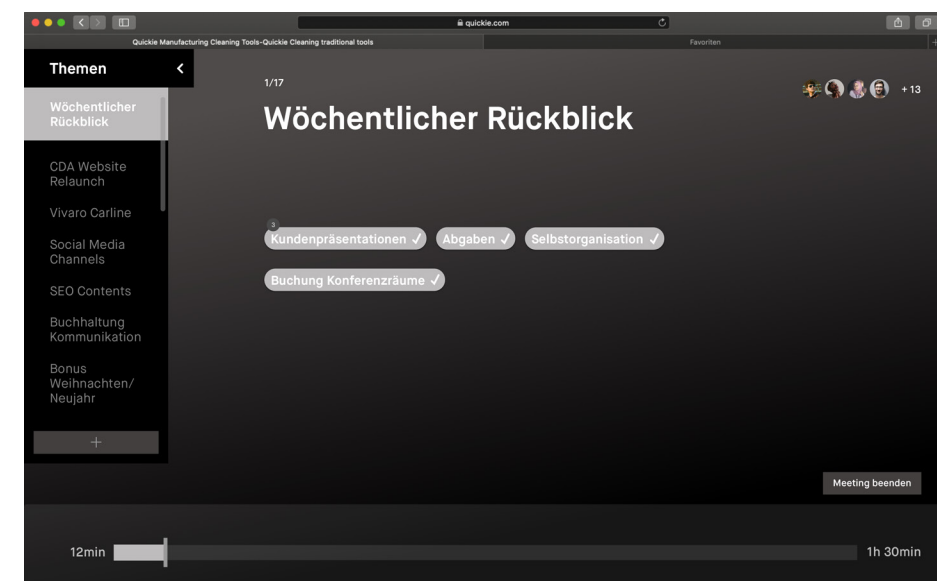 quickie.com
Quickie Manufacturing Cleaning Tools-Quickie Cleaning traditional tools
Favoriten
Themen
Wöchentlicher
Rückblick
CDA Website
Relaunch
Vivaro Carline
Social Media
Channels
SEO Contents
Buchhaltung
Kommunikation
Bonus
Weihnachten/
Neujahr
+
1/17
+ 13
Wöchentlicher Rückblick
3
Kundenpräsentationen ✓ Abgaben ✓ Selbstorganisation ✓
Buchung Konferenzräume ✓
Meeting beenden
12min
1h 30min